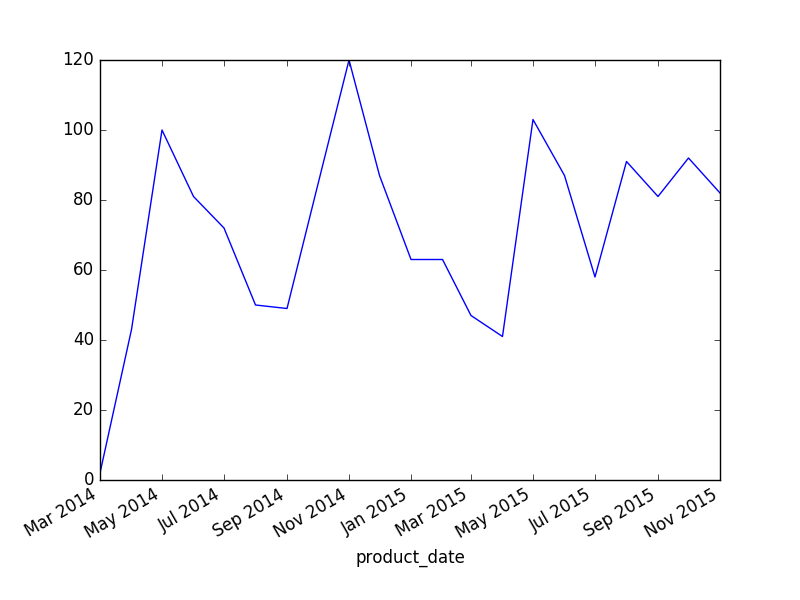 120
100
80
60
40
20
0
Mar 2014
May 2014
Jul 2014
Sep 2014
Nov 2014
Jan 2015
Mar 2015
May 2015
Jul 2015
Sep 2015
Nov 2015
product_date